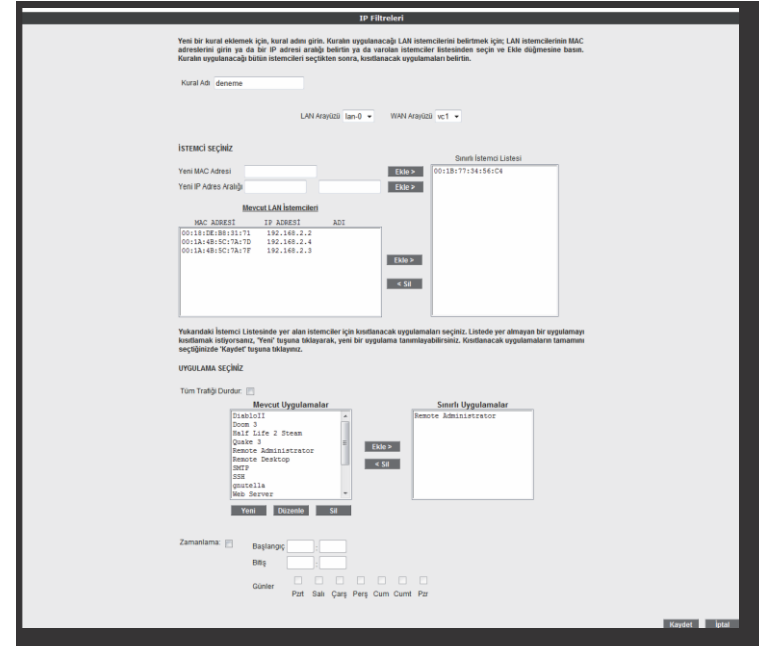 IP Filtreleri
Yeni bir kural eklemek için, kural adını girin. Kuralın uygulanacağı LAN istemcilerini belirtmek için; LAN istemcilerinin MAC
adreslerini girin ya da bir IP adresi aralığı belirtin ya da varolan istemciler listesinden seçin ve Ekle düğmesine basın.
Kuralın uygulanacağı bütün istemcileri seçtikten sonra, kısıtlanacak uygulamaları belirtin.
Kural Adı deneme
LAN Arayüzü lan-0 WAN Arayüzü vc1
İSTEMCİ SEÇİNİZ
Sınırlı İstemci Listesi
Yeni MAC Adresi Ekle > 00:1B:77:34:56:C4
Yeni IP Adres Aralığı Ekle >
Mevcut LAN İstemcileri
MAC ADRESİ IP ADRESİ ADI
00:18:DE:B8:31:71 192.168.2.2
00:1A:4B:5C:7A:7D 192.168.2.4
00:1A:4B:5C:7A:7F 192.168.2.3
Ekle >
< Sil
Yukarıdaki İstemci Listesinde yer alan istemciler için kısıtlanacak uygulamaları seçiniz. Listede yer almayan bir uygulamayı
kısıtlamak istiyorsanız, 'Yeni' tuşuna tıklayarak, yeni bir uygulama tanımlayabilirsiniz. Kısıtlanacak uygulamaların tamamını
seçtiğinizde 'Kaydet' tuşuna tıklayınız.
UYGULAMA SEÇİNİZ
Tüm Trafiği Durdur:
Mevcut Uygulamalar Sınırlı Uygulamalar
DiabloII Remote Administrator
Doom 3
Half Life 2 Steam
Quake 3
Remote Administrator
Remote Desktop
SMTP
SSH
gnutella
Web Server
Ekle >
< Sil
Yeni Düzenle Sil
Zamanlama: Başlangıç :
Bitiş :
Günler
Pzrt Salı Çarş Perş Cum Cumt Pzr
Kaydet İptal